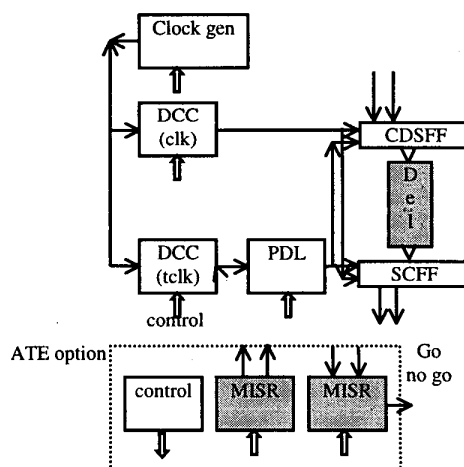 Clock gen
DCC
(clk)
CDSFF
D
e
l
DCC
(tclk)
PDL
SCFF
control
ATE option
Go
no go
control
MISR
MISR